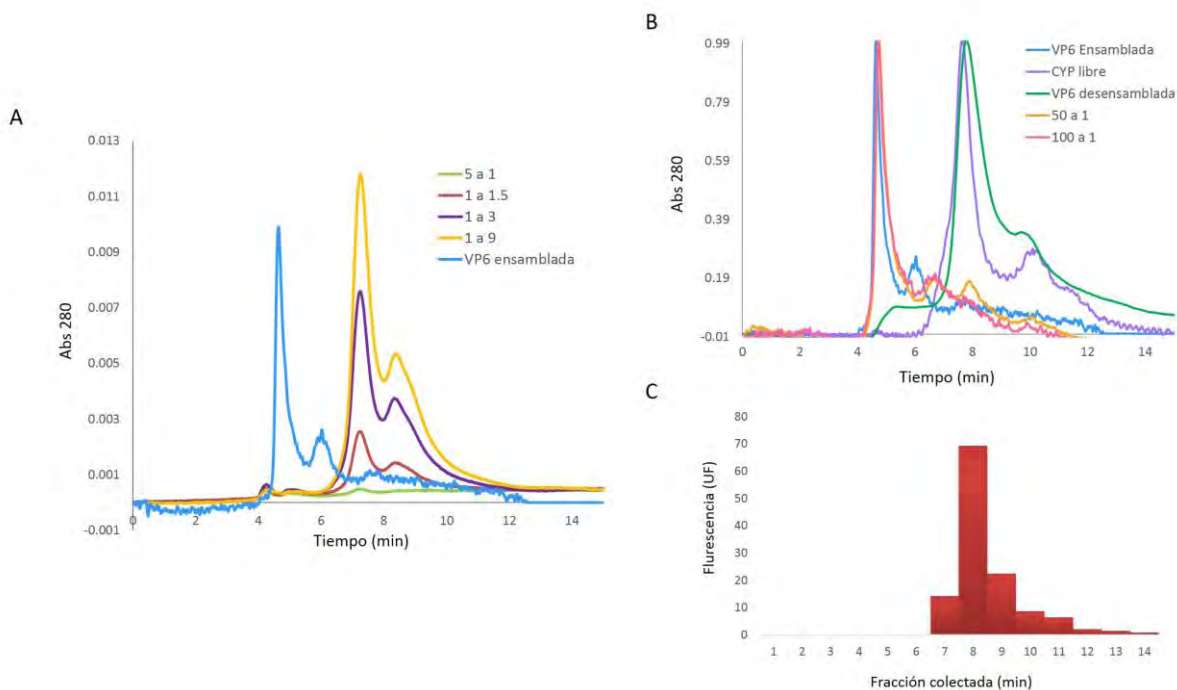 A
Abs 280
0.013
0.011
0.009
0.007
0.005
0.003
0.001
-0.001
0 2 4 6 8 10 12 14
Tiempo (min)
5 a 1
1 a 1.5
1 a 3
1 a 9
VP6 ensamblada
B
Abs 280
0.99
0.79
0.59
0.39
0.19
-0.01
0 2 4 6 8 10 12 14
Tiempo (min)
VP6 Ensamblada
CYP libre
VP6 desensamblada
50 a 1
100 a 1
C
Flurescencia (UF)
80
70
60
50
40
30
20
10
0
1 2 3 4 5 6 7 8 9 10 11 12 13 14
Fracción colectada (min)